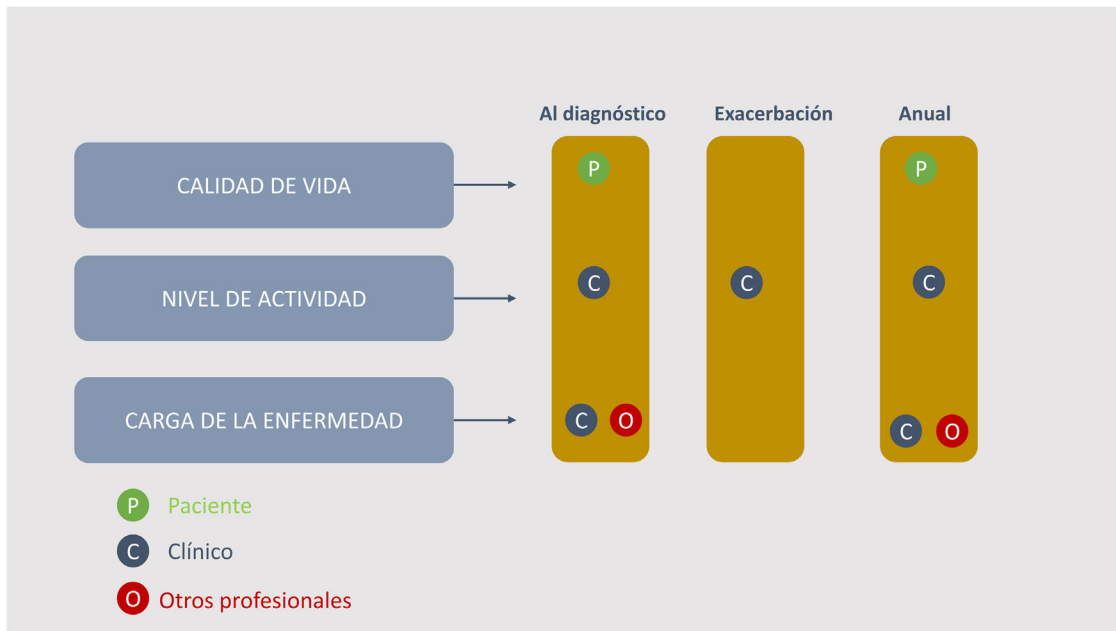 Al diagnóstico Exacerbación Anual
CALIDAD DE VIDA P P
NIVEL DE ACTIVIDAD C C C
CARGA DE LA ENFERMEDAD C O C O
P Paciente
C Clínico
O Otros profesionales